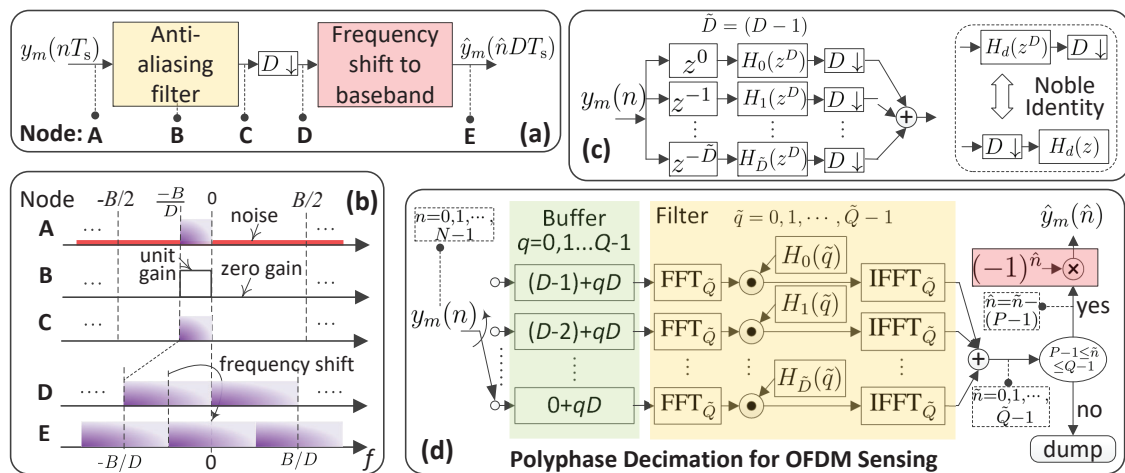 y_m(nT_s)
Anti-
aliasing
filter
D ↓
Frequency
shift to
baseband
ŷ_m(n̂DT_s)
Node: A B C D E
(a)
Node
-B/2
-B/D
0
B/2
(b)
A
····
noise
····
B
····
unit
gain
zero gain
····
C
····
····
frequency shift
D
····
····
E
-B/D
0
B/D
f
D̃ = (D − 1)
y_m(n)
z^0 H_0(z^D) D ↓
z^{−1} H_1(z^D) D ↓
⋮ ⋮ ⋮
z^{−D̃} H_{D̃}(z^D) D ↓
+
(c)
H_d(z^D) D ↓
Noble
Identity
D ↓ H_d(z)
n=0,1,···,
N−1
y_m(n)
Buffer
q=0,1...Q-1
(D-1)+qD
(D-2)+qD
⋮
0+qD
Filter q̃ = 0, 1, ···, Q̃ − 1
H_0(q̃)
FFT_Q̃ IFFT_Q̃
H_1(q̃)
FFT_Q̃ IFFT_Q̃
⋮ ⋮ ⋮
H_{D̃}(q̃)
FFT_Q̃ IFFT_Q̃
+
ñ=0,1,···,
Q̃−1
ŷ_m(n̂)
(−1)^n̂ ×
n̂=ñ−
(P−1)
yes
P−1≤ñ
≤Q−1
no
dump
(d)
Polyphase Decimation for OFDM Sensing